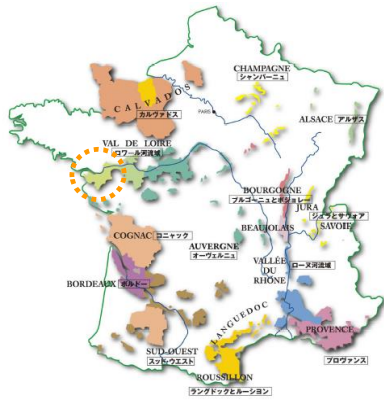 CHAMPAGNE
シャンパーニュ
CALVADOS
カルヴァドス
PARIS
ALSACE アルザス
VAL DE LOIRE
ロワール河流域
BOURGOGNE
ブルゴーニュとボジョレー
JURA
ジュラとサヴォア
SAVOIE
BEAUJOLAIS
COGNAC コニャック
AUVERGNE
オーヴェルニュ
VALLÉE
DU
RHÔNE
ローヌ河流域
BORDEAUX ボルドー
LANGUEDOC
PROVENCE
プロヴァンス
SUD-OUEST
スッド・ウエスト
ROUSSILLON
ラングドックとルーション